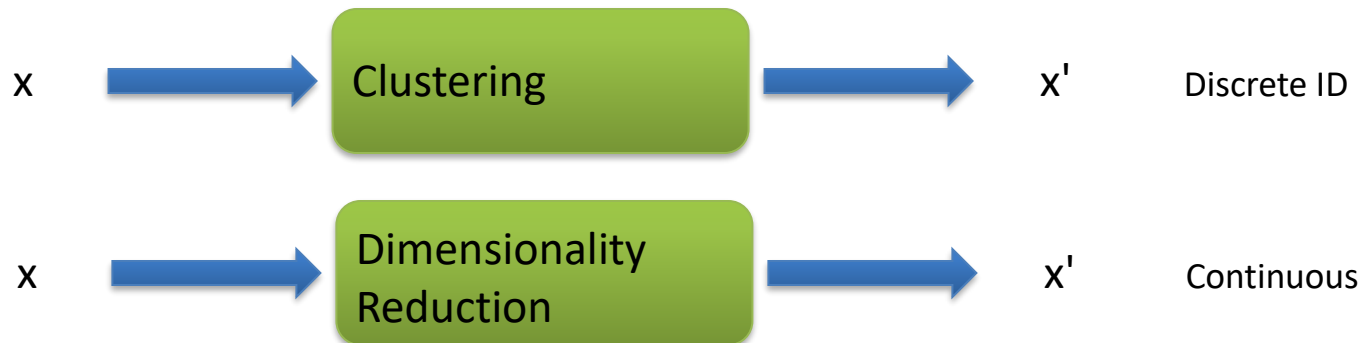 x Clustering x' Discrete ID
x Dimensionality x' Continuous
Reduction